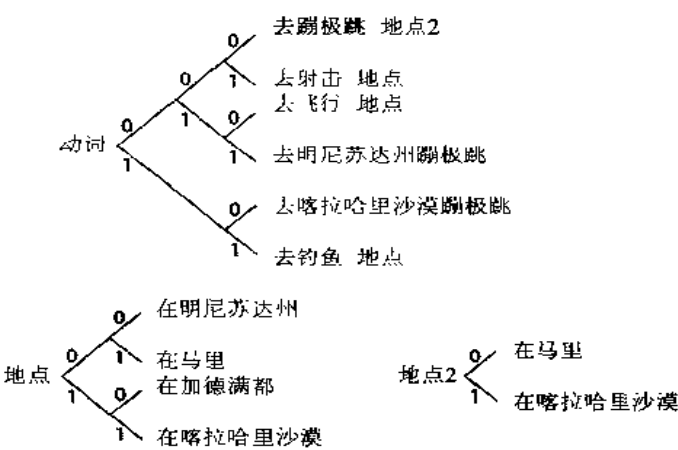 0 去蹦极跳 地点2
0
1 去射击 地点
0 去飞行 地点
0 1
动词
1 1 去明尼苏达州蹦极跳
0 去喀拉哈里沙漠蹦极跳
1 去钓鱼 地点
0 在明尼苏达州
0 1 在马里
地点
1 0 在加德满都
1 在喀拉哈里沙漠
0 在马里
地点2
1 在喀拉哈里沙漠